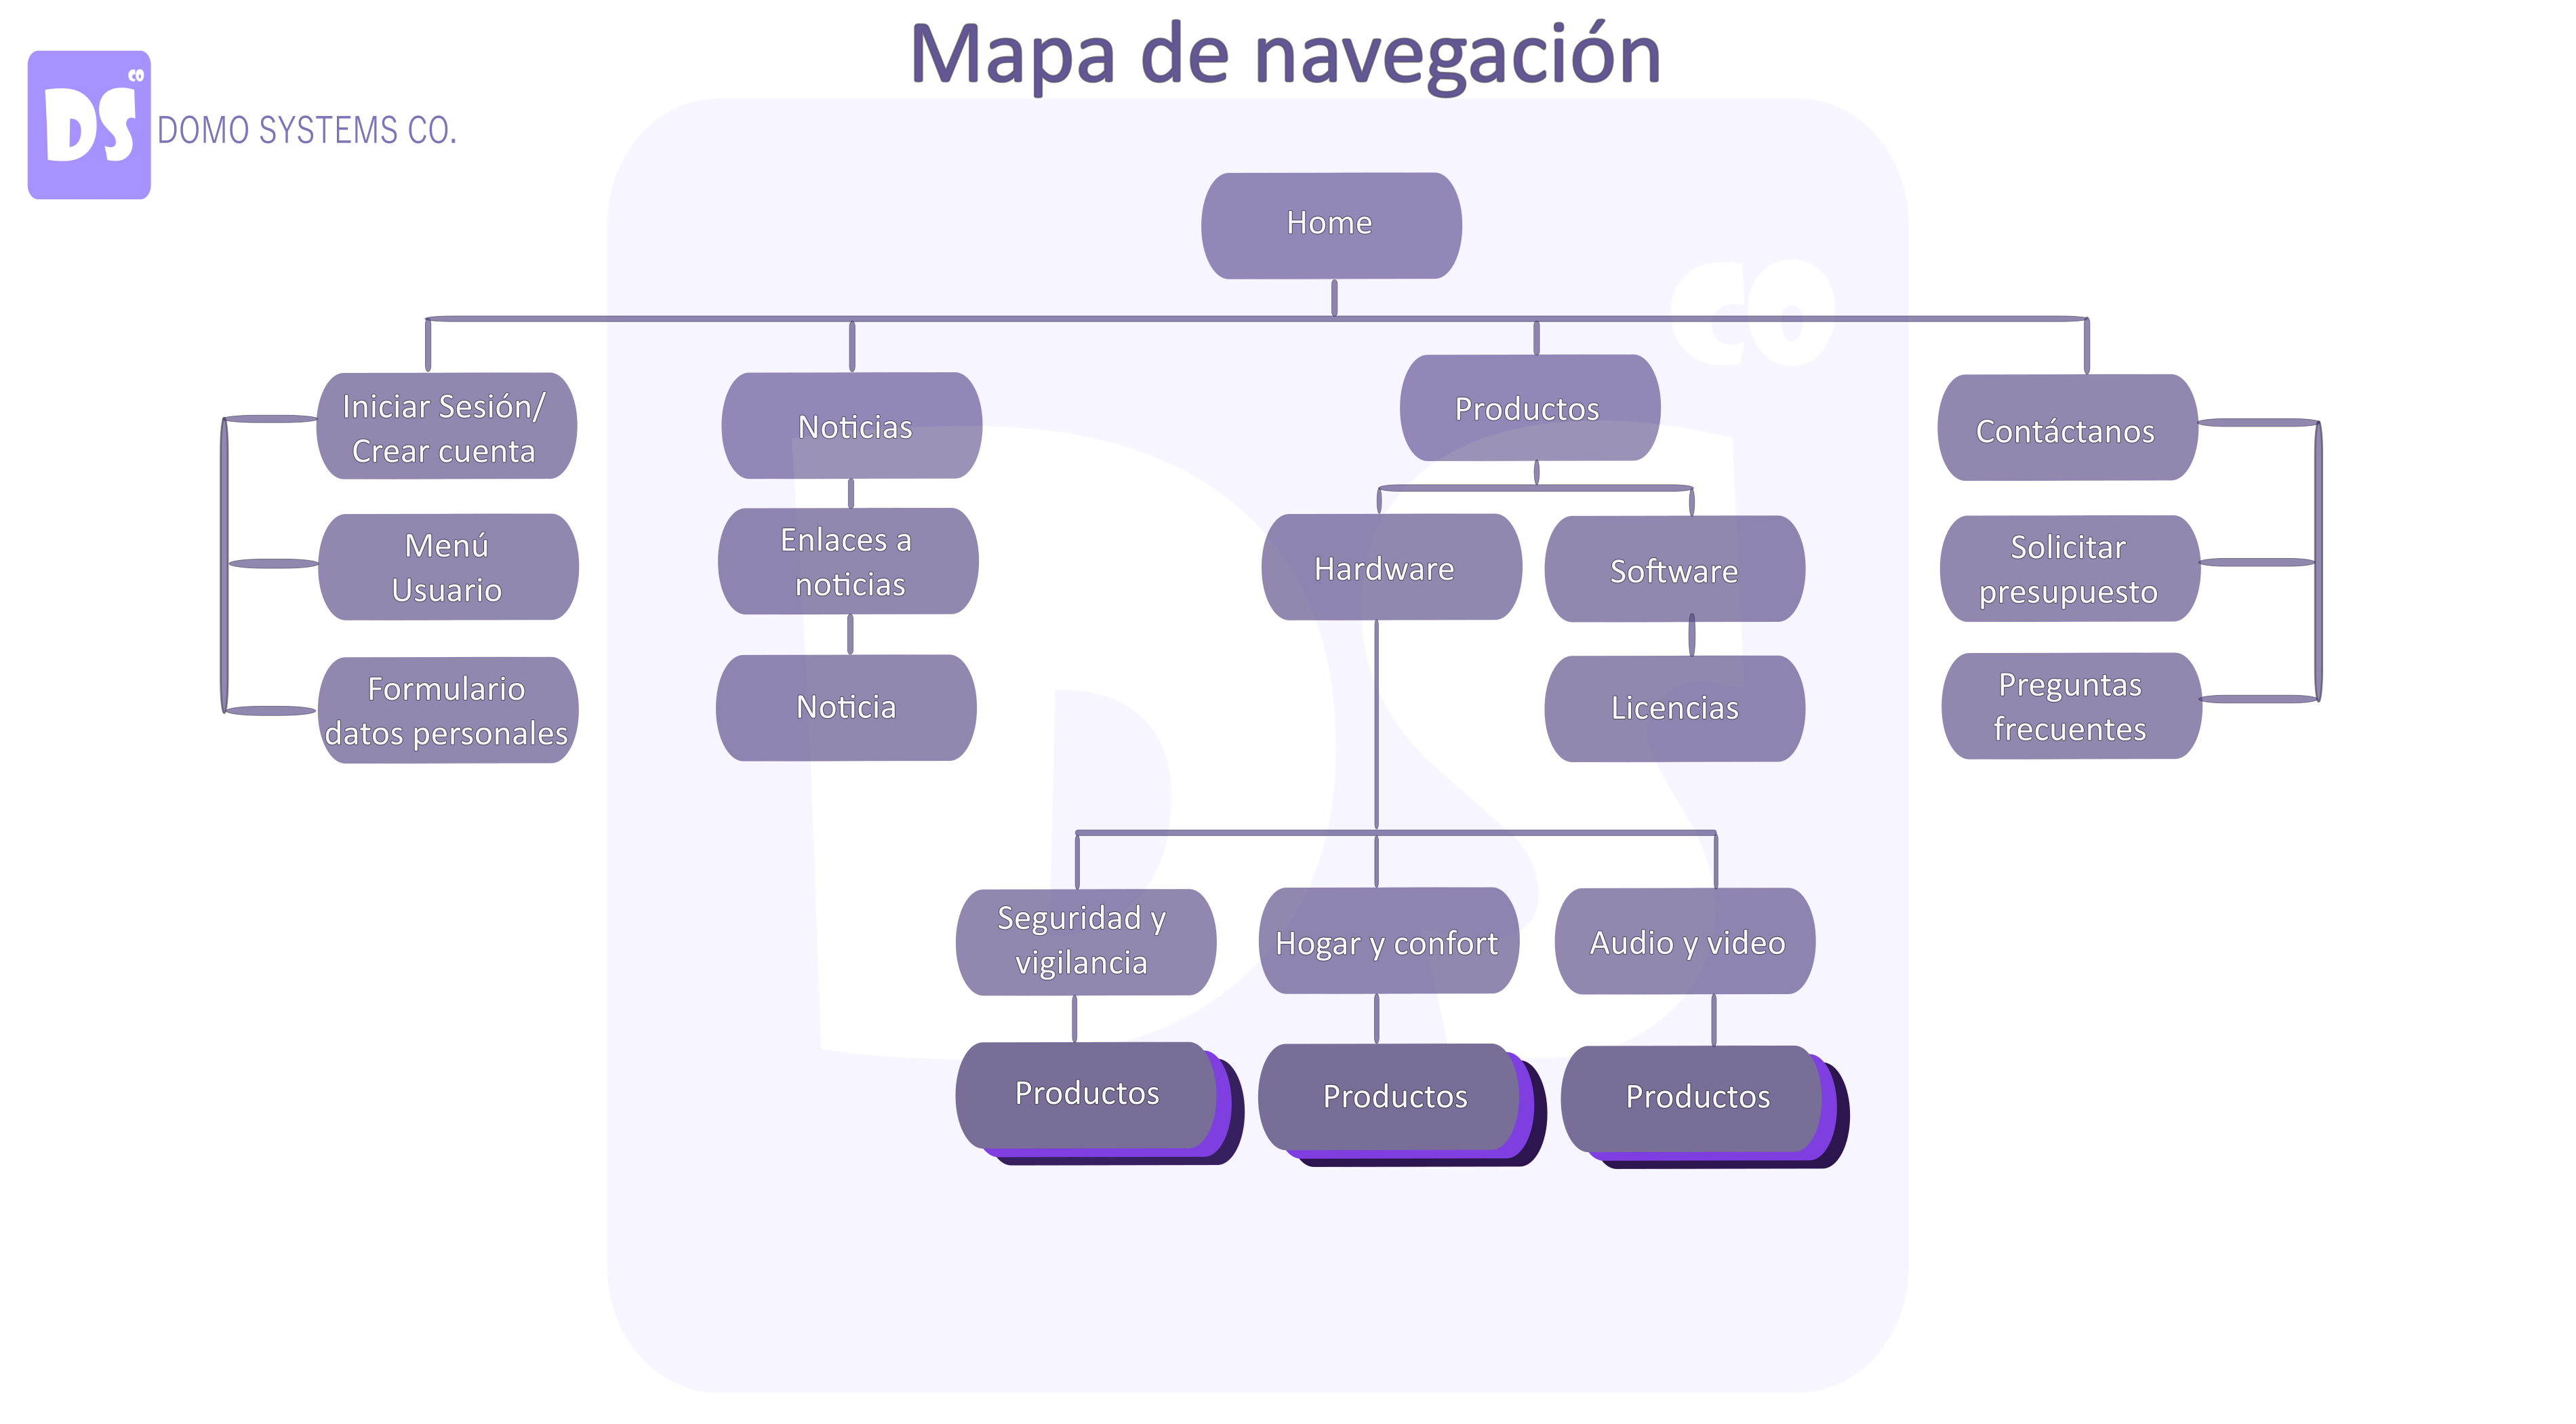 Mapa de navegación
co
DS
DOMO SYSTEMS CO.
Home
co
DS
Iniciar Sesión/
Crear cuenta
Noticias
Productos
Contáctanos
Menú
Usuario
Enlaces a
noticias
Hardware
Software
Solicitar
presupuesto
Formulario
datos personales
Noticia
Licencias
Preguntas
frecuentes
Seguridad y
vigilancia
Hogar y confort
Audio y video
Productos
Productos
Productos